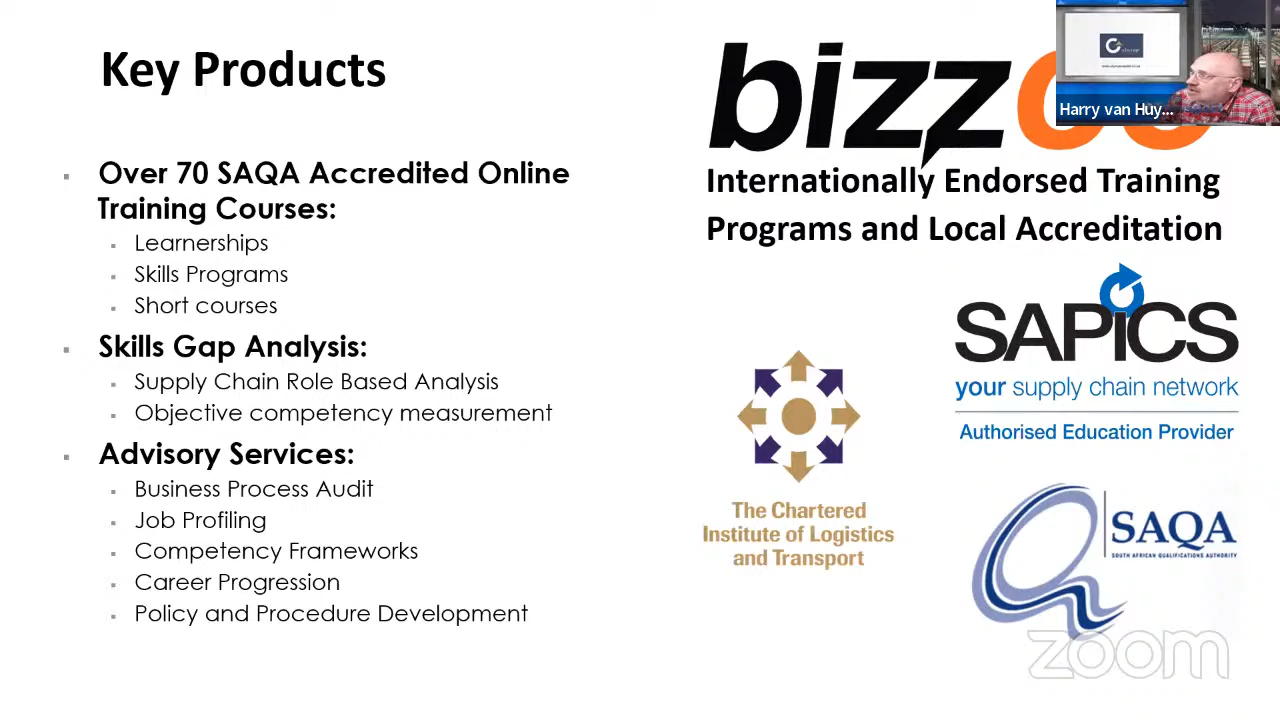 Key Products
Over 70 SAQA Accredited Online
Training Courses:
Learnerships
Skills Programs
Short courses
Skills Gap Analysis:
Supply Chain Role Based Analysis
Objective competency measurement
Advisory Services:
Business Process Audit
Job Profiling
Competency Frameworks
Career Progression
Policy and Procedure Development
Harry van Huy...
Internationally Endorsed Training
Programs and Local Accreditation
SAPICS
your supply chain network
Authorised Education Provider
The Chartered
Institute of Logistics
and Transport
SAQA
SOUTH AFRICAN QUALIFICATIONS AUTHORITY
zoom